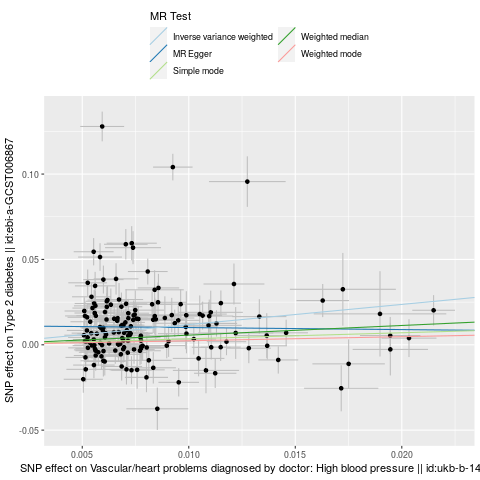 MR Test
Inverse variance weighted
Weighted median
MR Egger
Weighted mode
Simple mode
SNP effect on Type 2 diabetes || id:ebi-a-GCST006867
0.10
0.05
0.00
-0.05
0.005
0.010
0.015
0.020
SNP effect on Vascular/heart problems diagnosed by doctor: High blood pressure || id:ukb-b-14